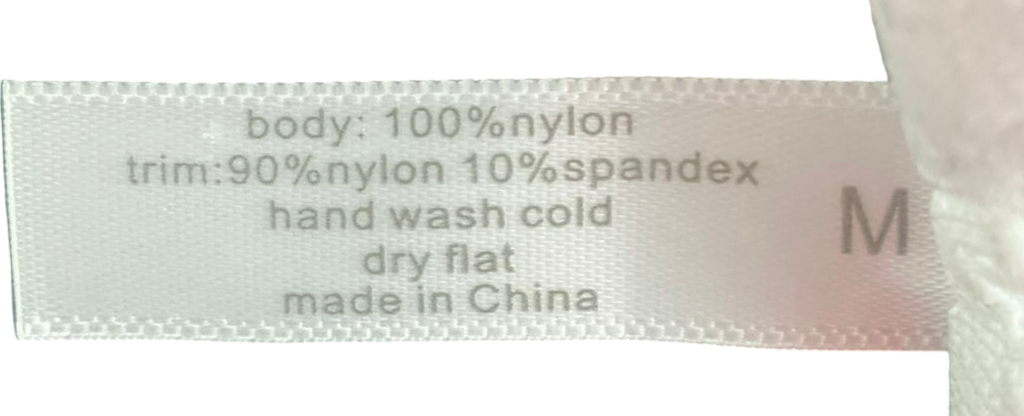 body: 100%nylon
trim:90%nylon 10%spandex
hand wash cold
dry flat
made in China
M